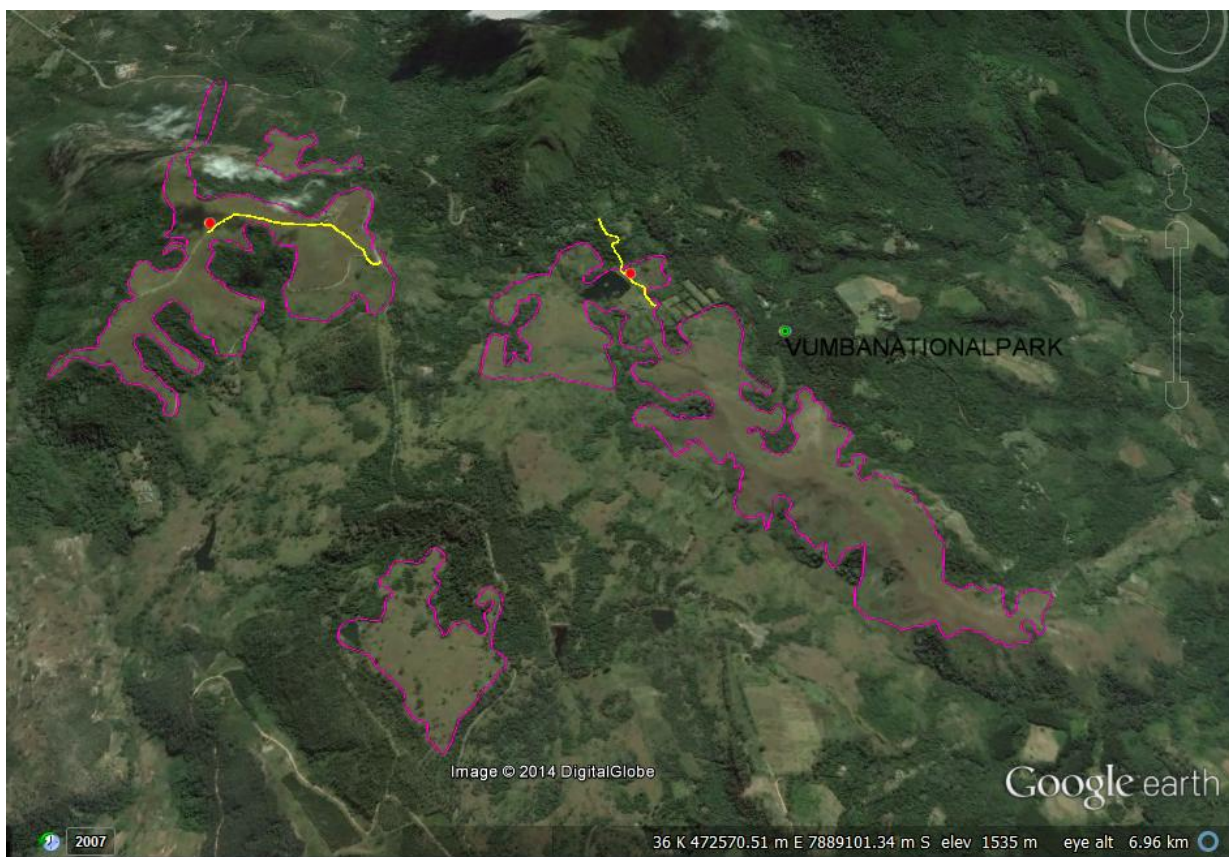 VUMBANATIONALPARK
Image © 2014 DigitalGlobe
Google earth
2007
36 K 472570.51 m E 7889101.34 m S elev 1535 m eye alt 6.96 km